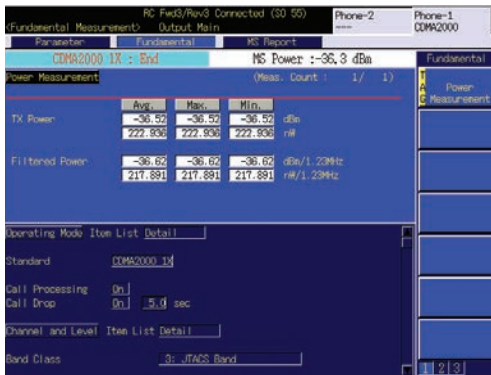 RC Fwd3/Rev3 Connected (SO 55)
<Fundamental Measurement> Output Main
Phone-2
----
Phone-1
CDMA2000
Parameter Fundamental MS Report
CDMA2000 1X : End MS Power :-36.3 dBm
Fundamental
Power Measurement (Meas. Count : 1/ 1)
TAG
Power Measurement
Avg. Max. Min.
TX Power -36.52 -36.52 -36.52 dBm
222.936 222.936 222.936 nW
Filtered Power -36.62 -36.62 -36.62 dBm/1.23MHz
217.891 217.891 217.891 nW/1.23MHz
Operating Mode Item List Detail
Standard CDMA2000 1X
Call Processing On
Call Drop On 5.0 sec
Channel and Level Item List Detail
Band Class 3: JTACS Band
1 2 3